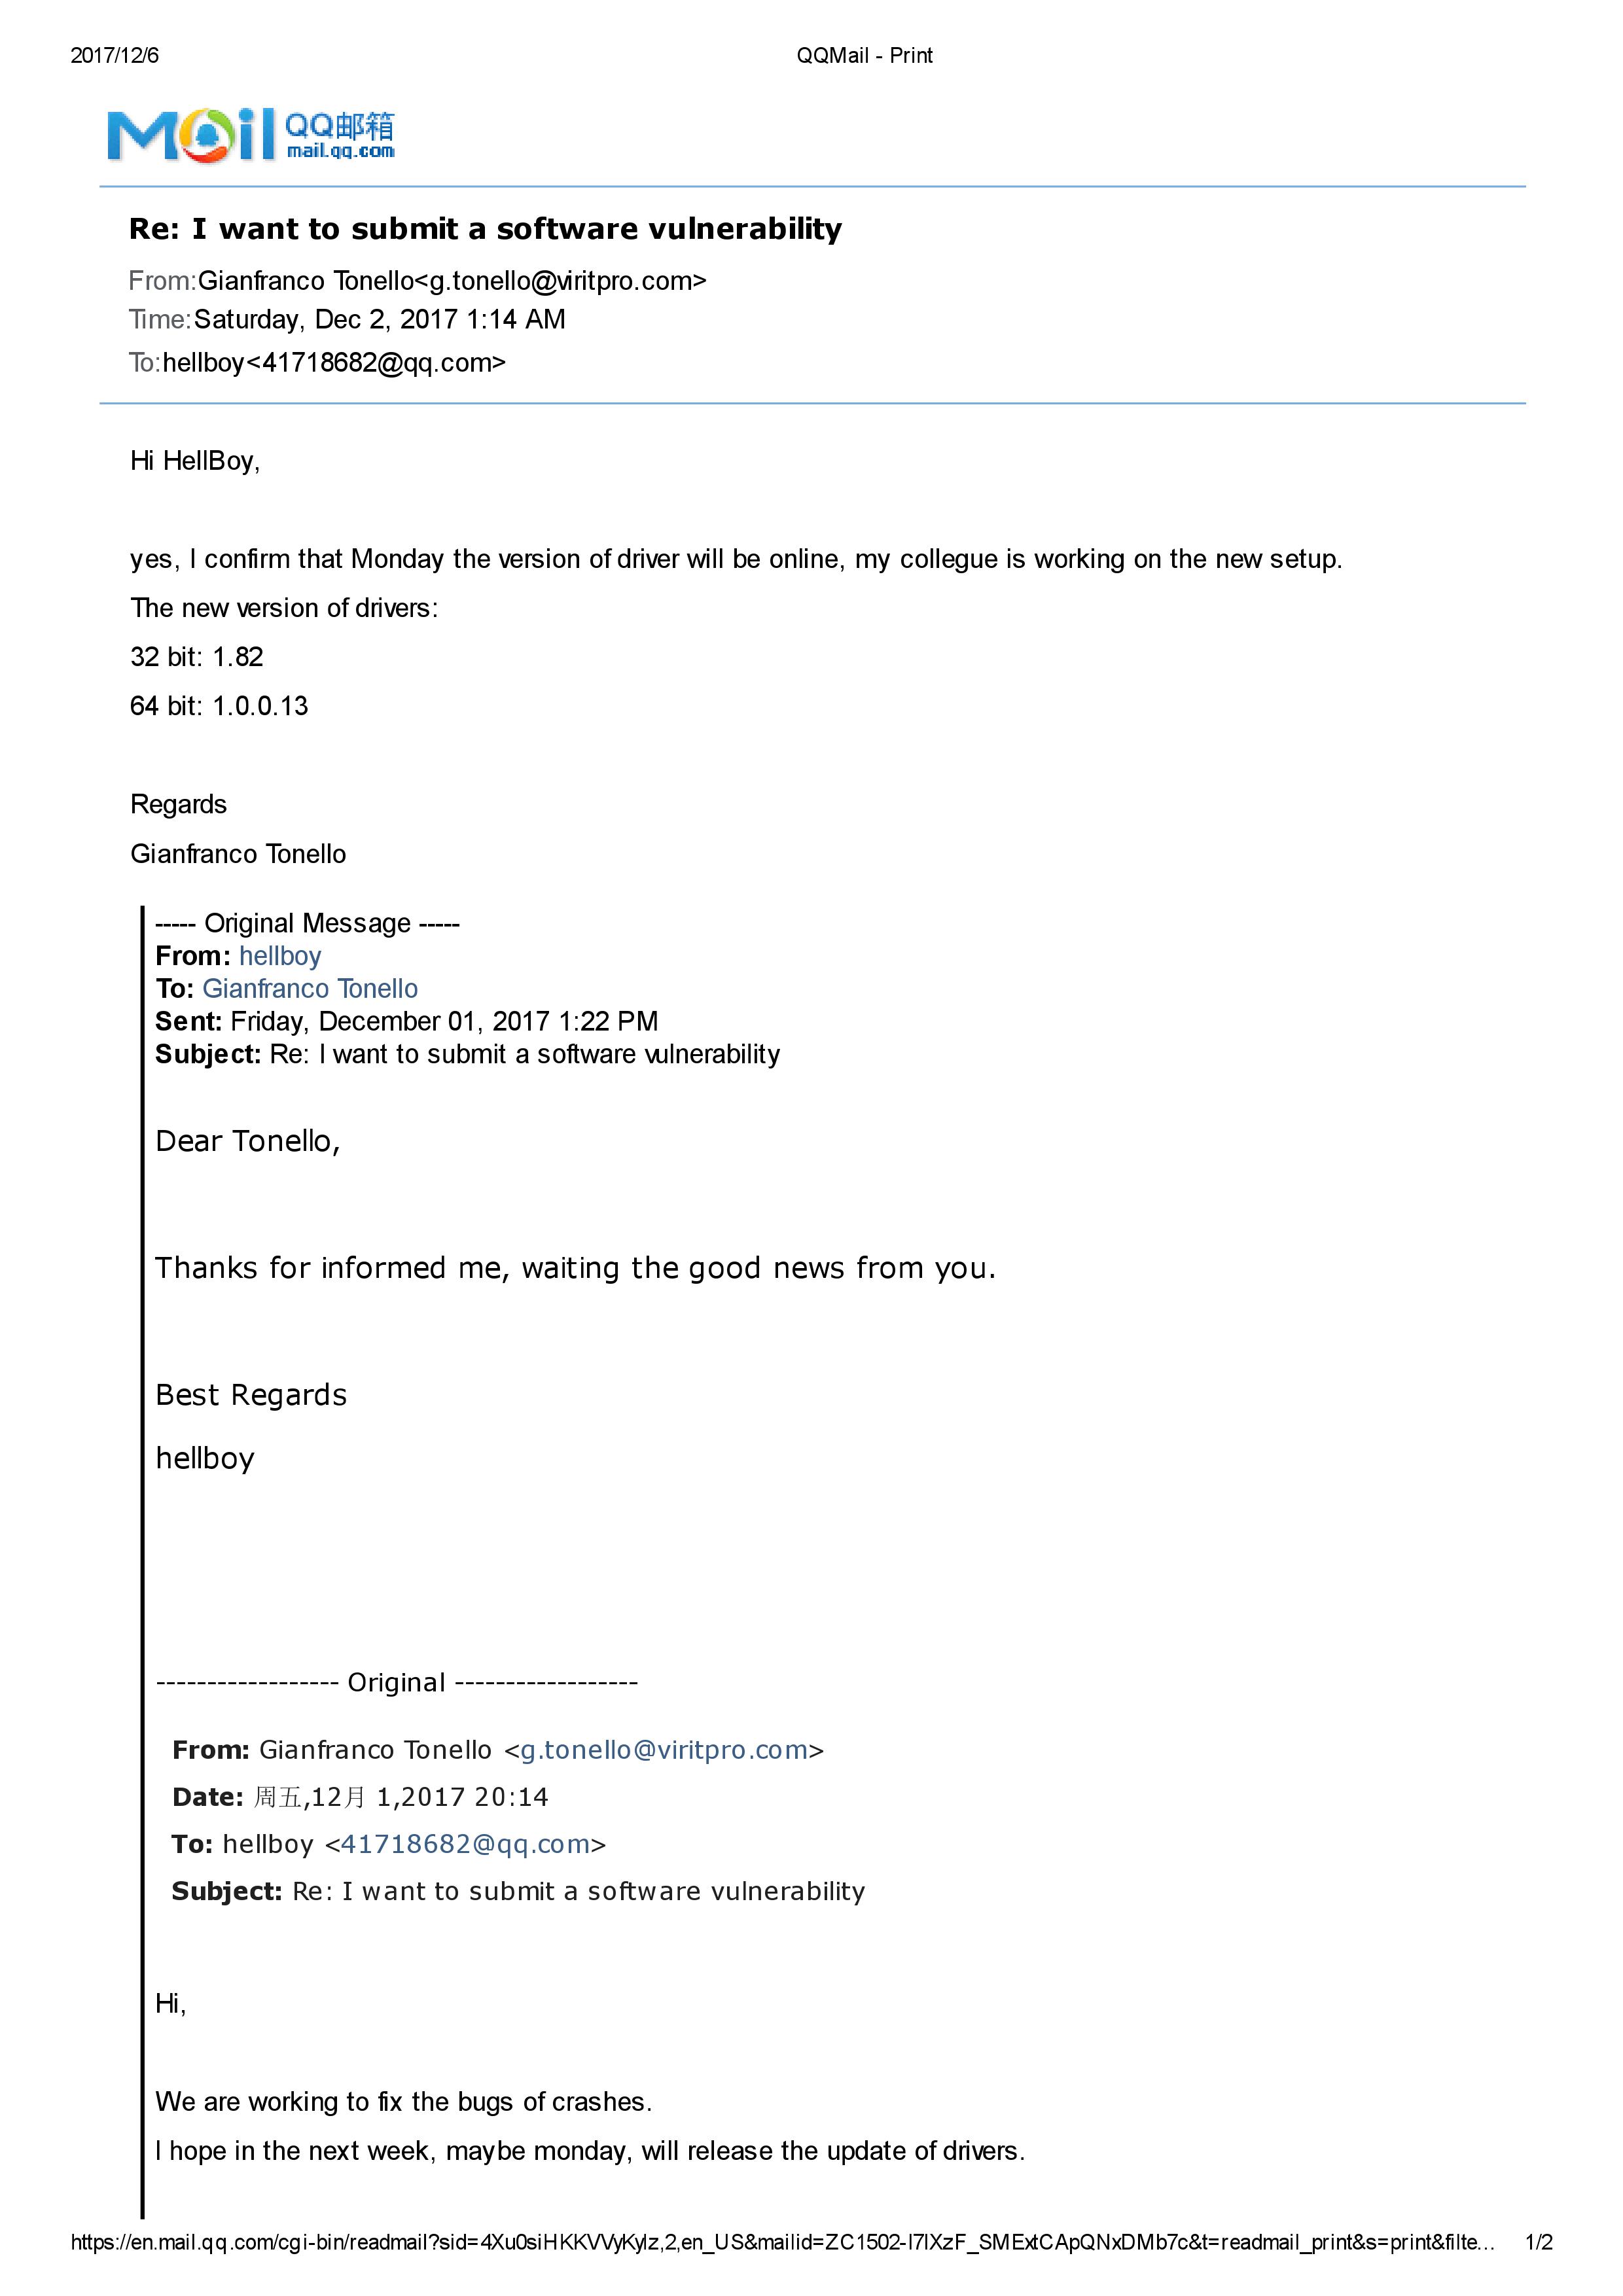 2017/12/6
QQMail - Print
Mail QQ邮箱
mail.qq.com
Re: I want to submit a software vulnerability
From:Gianfranco Tonello<g.tonello@viritpro.com>
Time:Saturday, Dec 2, 2017 1:14 AM
To:hellboy<41718682@qq.com>
Hi HellBoy,
yes, I confirm that Monday the version of driver will be online, my collegue is working on the new setup.
The new version of drivers:
32 bit: 1.82
64 bit: 1.0.0.13
Regards
Gianfranco Tonello
----- Original Message -----
From: hellboy
To: Gianfranco Tonello
Sent: Friday, December 01, 2017 1:22 PM
Subject: Re: I want to submit a software vulnerability
Dear Tonello,
Thanks for informed me, waiting the good news from you.
Best Regards
hellboy
------------------ Original ------------------
From: Gianfranco Tonello <g.tonello@viritpro.com>
Date: 周五,12月 1,2017 20:14
To: hellboy <41718682@qq.com>
Subject: Re: I want to submit a software vulnerability
Hi,
We are working to fix the bugs of crashes.
I hope in the next week, maybe monday, will release the update of drivers.
https://en.mail.qq.com/cgi-bin/readmail?sid=4Xu0siHKKVVyKylz,2,en_US&mailid=ZC1502-I7lXzF_SMExtCApQNxDMb7c&t=readmail_print&s=print&filte... 1/2